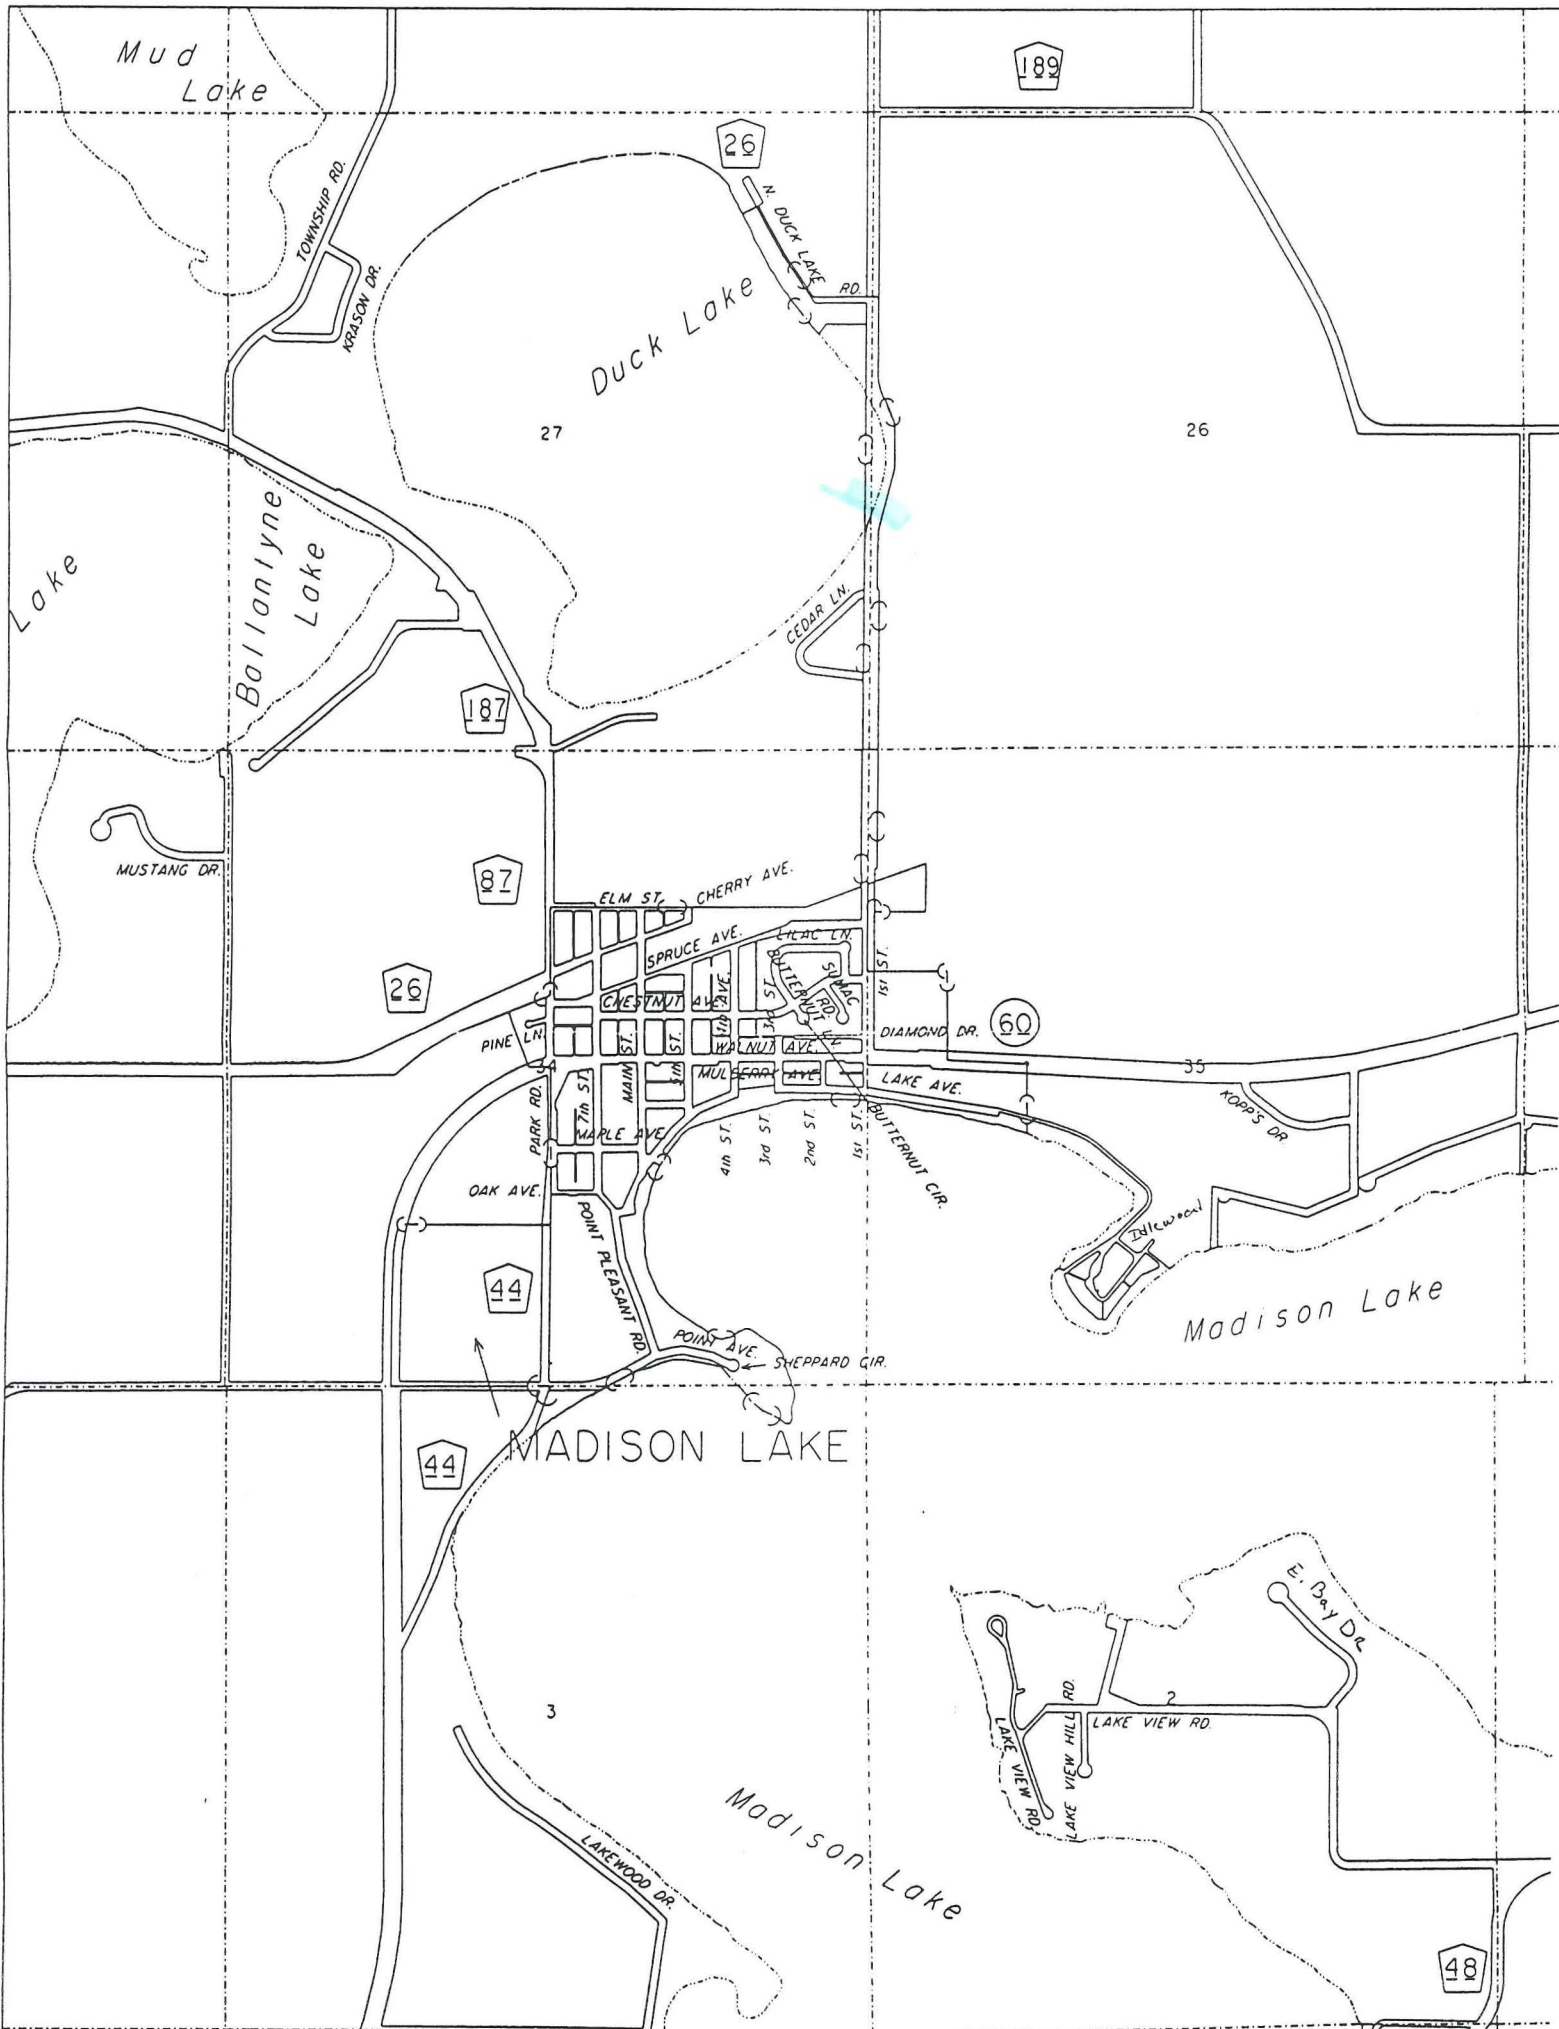 Mud
Lake
189
26
TOWNSHIP RD.
N. DUCK LAKE
RD.
KRASON DR.
Duck Lake
27
26
Lake
Ballantyne
Lake
CEDAR LN.
187
MUSTANG DR.
87
ELM ST.
CHERRY AVE.
SPRUCE AVE.
LILAC LN.
26
BUTTERNUT LN.
SUMAC
RD.
1st ST.
CHESTNUT AVE.
4th AVE.
3rd ST.
60
PINE LN.
DIAMOND DR.
WALNUT AVE.
34
MAIN ST.
5th ST.
MULBERRY AVE.
LAKE AVE.
35
PARK RD.
7th ST.
KOPP'S DR.
MAPLE AVE.
4th ST.
3rd ST.
2nd ST.
1st ST.
BUTTERNUT CIR.
OAK AVE.
POINT PLEASANT RD.
Idlewood
44
Madison Lake
POINT AVE.
SHEPPARD CIR.
MADISON LAKE
44
E. Bay DR
3
2
LAKE VIEW RD.
LAKE VIEW HILL RD.
LAKE VIEW RD.
Madison Lake
LAKEWOOD DR.
48